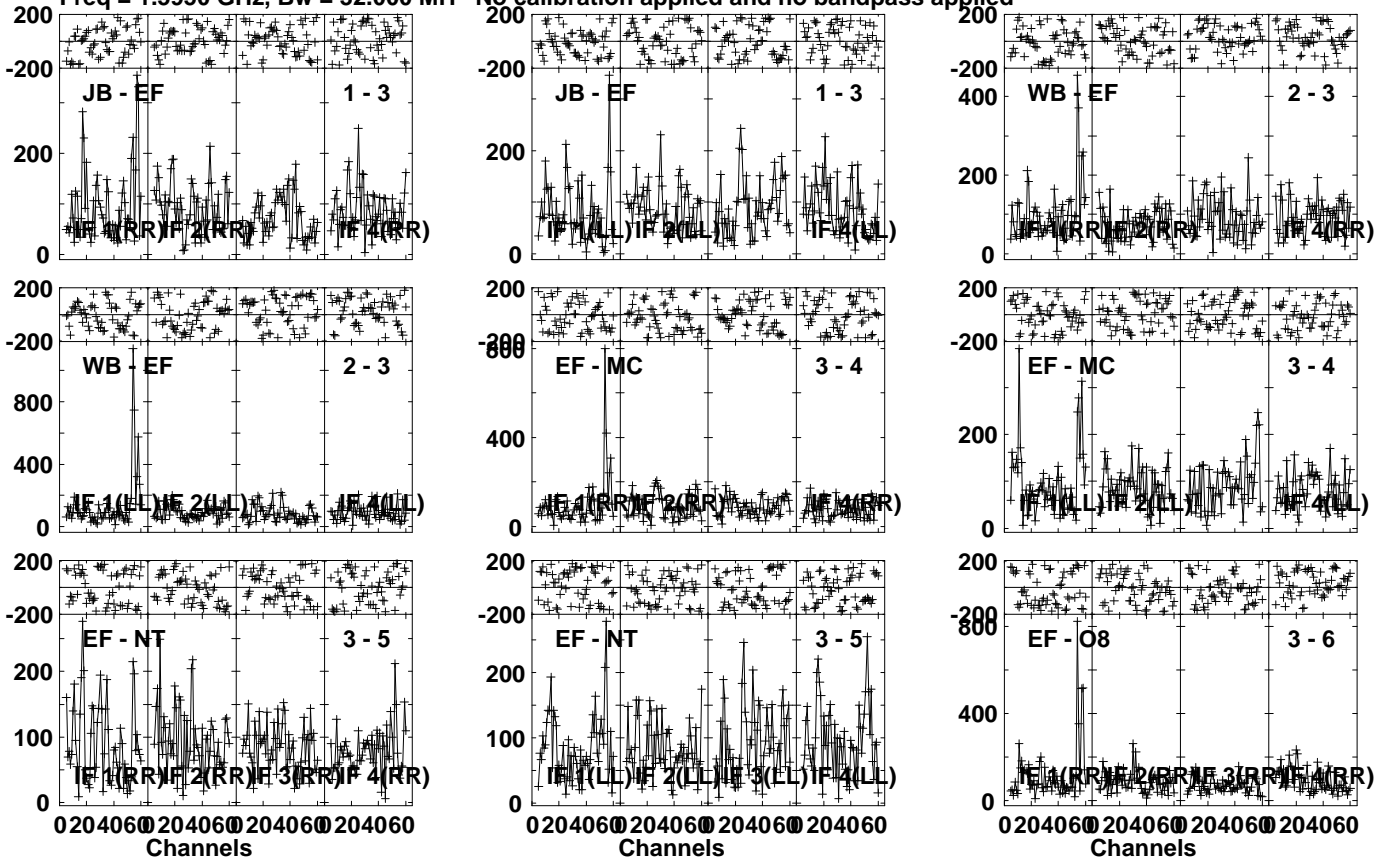 Freq = GHz, Bw = 32.000 No calibration applied and no bandpass applied
200 200 200
-200 -200 -200
JB - EF 1 - 3 JB - EF 1 - 3 WB - EF 2 - 3
400
200 200 200
IF 1(RR) IF 2(RR) IF 4(RR) IF 1(LL) IF 2(LL) IF 4(LL) IF 1(RR) IF 2(RR) IF 4(RR)
0 0 0
200 200 200
-200 -200 -200
WB - EF 2 - 3 EF - MC 3 - 4 EF - MC 3 - 4
800 800
400 400 200
IF 1(LL) IF 2(LL) IF 4(LL) IF 1(RR) IF 2(RR) IF 4(RR) IF 1(LL) IF 2(LL) IF 4(LL)
0 0 0
200 200 200
-200 -200 -200
EF - NT 3 - 5 EF - NT 3 - 5 EF - O8 3 - 6
800
200 200 400
100 100
IF 1(RR) IF 2(RR) IF 3(RR) IF 4(RR) IF 1(LL) IF 2(LL) IF 3(LL) IF 4(LL) IF 1(RR) IF 2(RR) IF 3(RR) IF 4(RR)
0 0 0
0 20 40 60 0 20 40 60 0 20 40 60 0 20 40 60 0 20 40 60 0 20 40 60 0 20 40 60 0 20 40 60 0 20 40 60 0 20 40 60 0 20 40 60 0 20 40 60
Channels Channels Channels